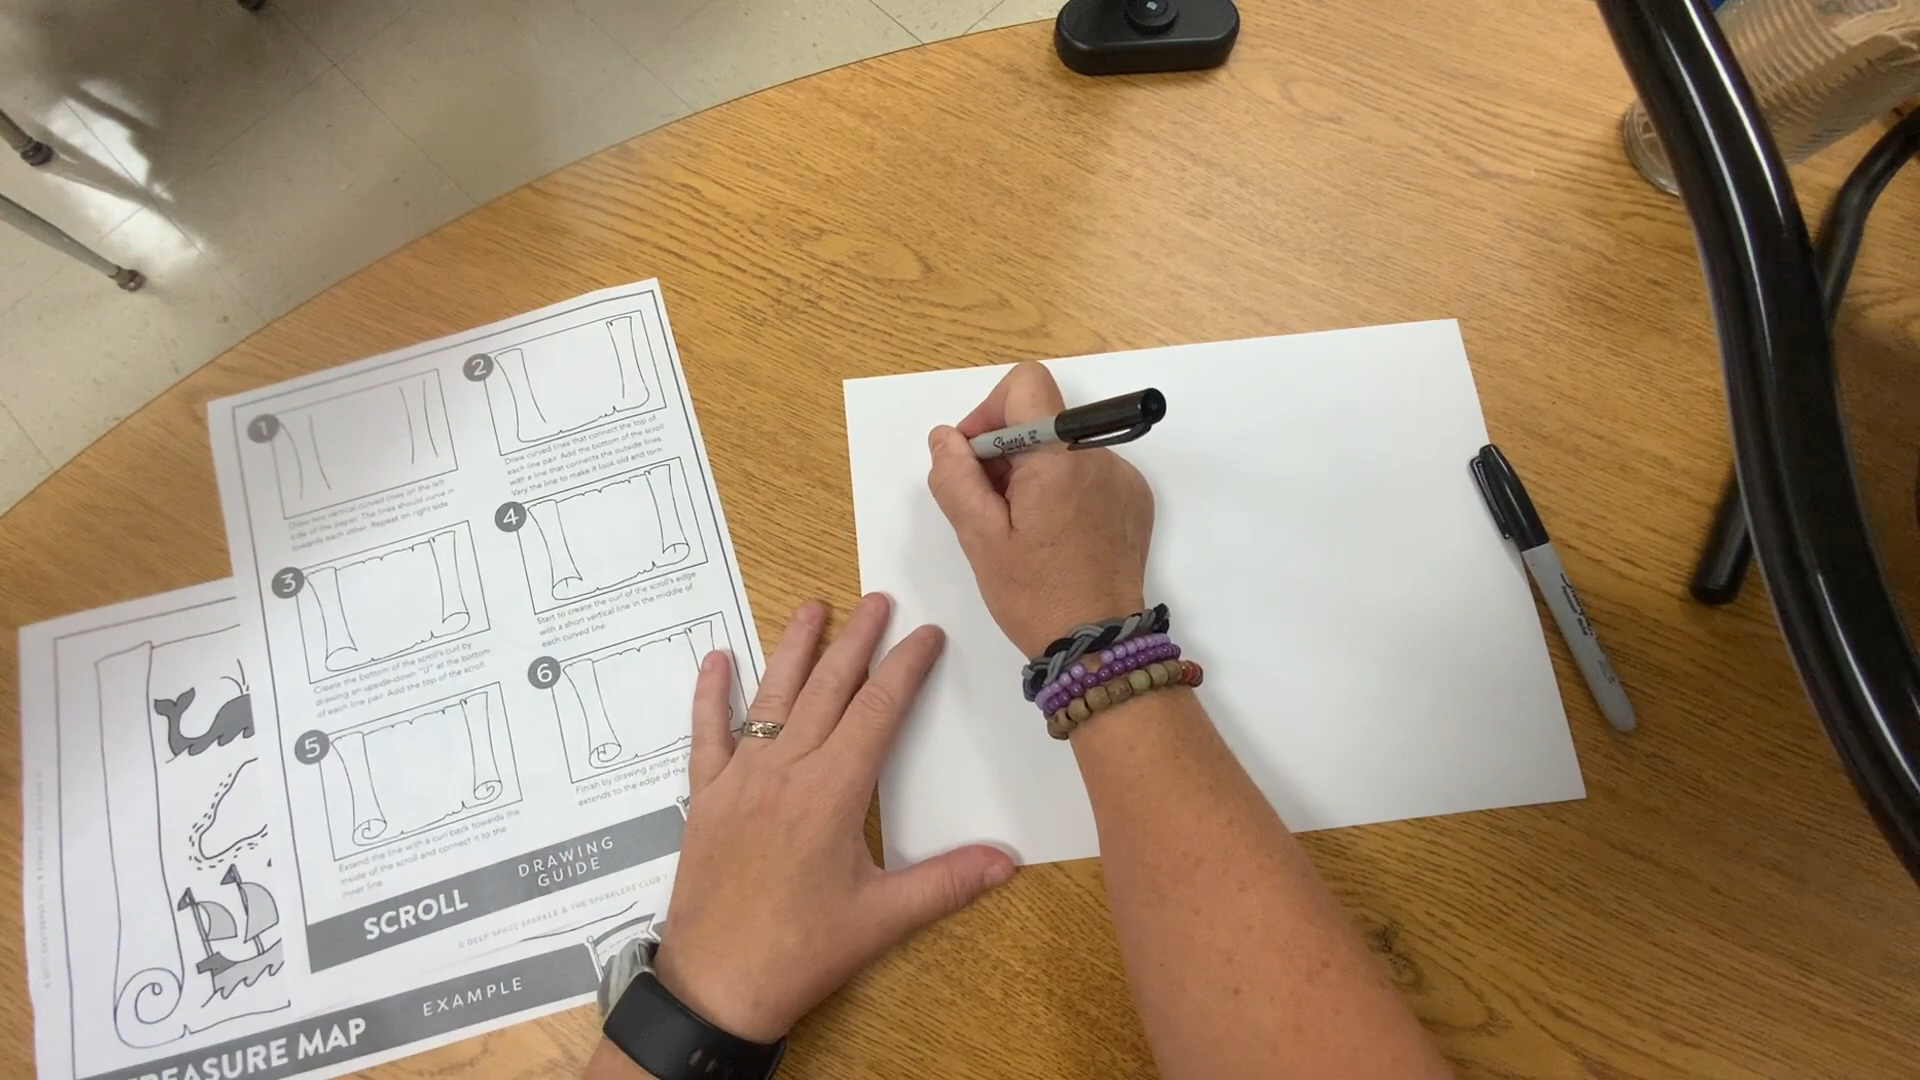 1
Draw two vertical curved lines on the left
side of the paper. The lines should curve in
towards each other. Repeat on right side
2
Draw curved lines that connect the top of
each line pair. Add the bottom of the scroll
with a line that connects the outside lines.
Vary the line to make it look old and torn
3
Create the bottom of the scroll's curl by
drawing an upside-down "U" at the bottom
of each line pair. Add the top of the scroll.
4
Start to create the curl of the scroll's edge
with a short vertical line in the middle of
each curved line
5
Extend the line with a curl back towards the
inside of the scroll and connect it to the
inner line
6
Finish by drawing another
extends to the edge of the
SCROLL
DRAWING
GUIDE
© DEEP SPACE SPARKLE & THE SPARKLERS CLUB
TREASURE MAP
EXAMPLE
Sharpie